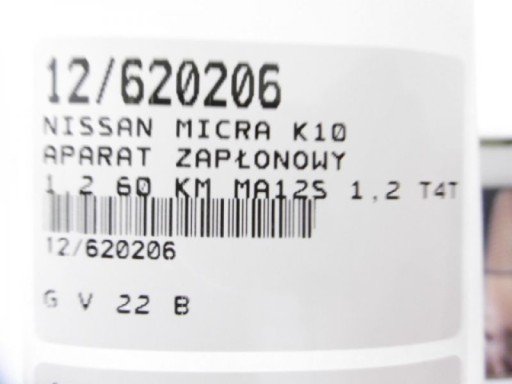 12/620206
NISSAN MICRA K10
APARAT ZAPŁONOWY
1,2 60 KM MA12S 1,2 T4T
12/620206
G V 22 B